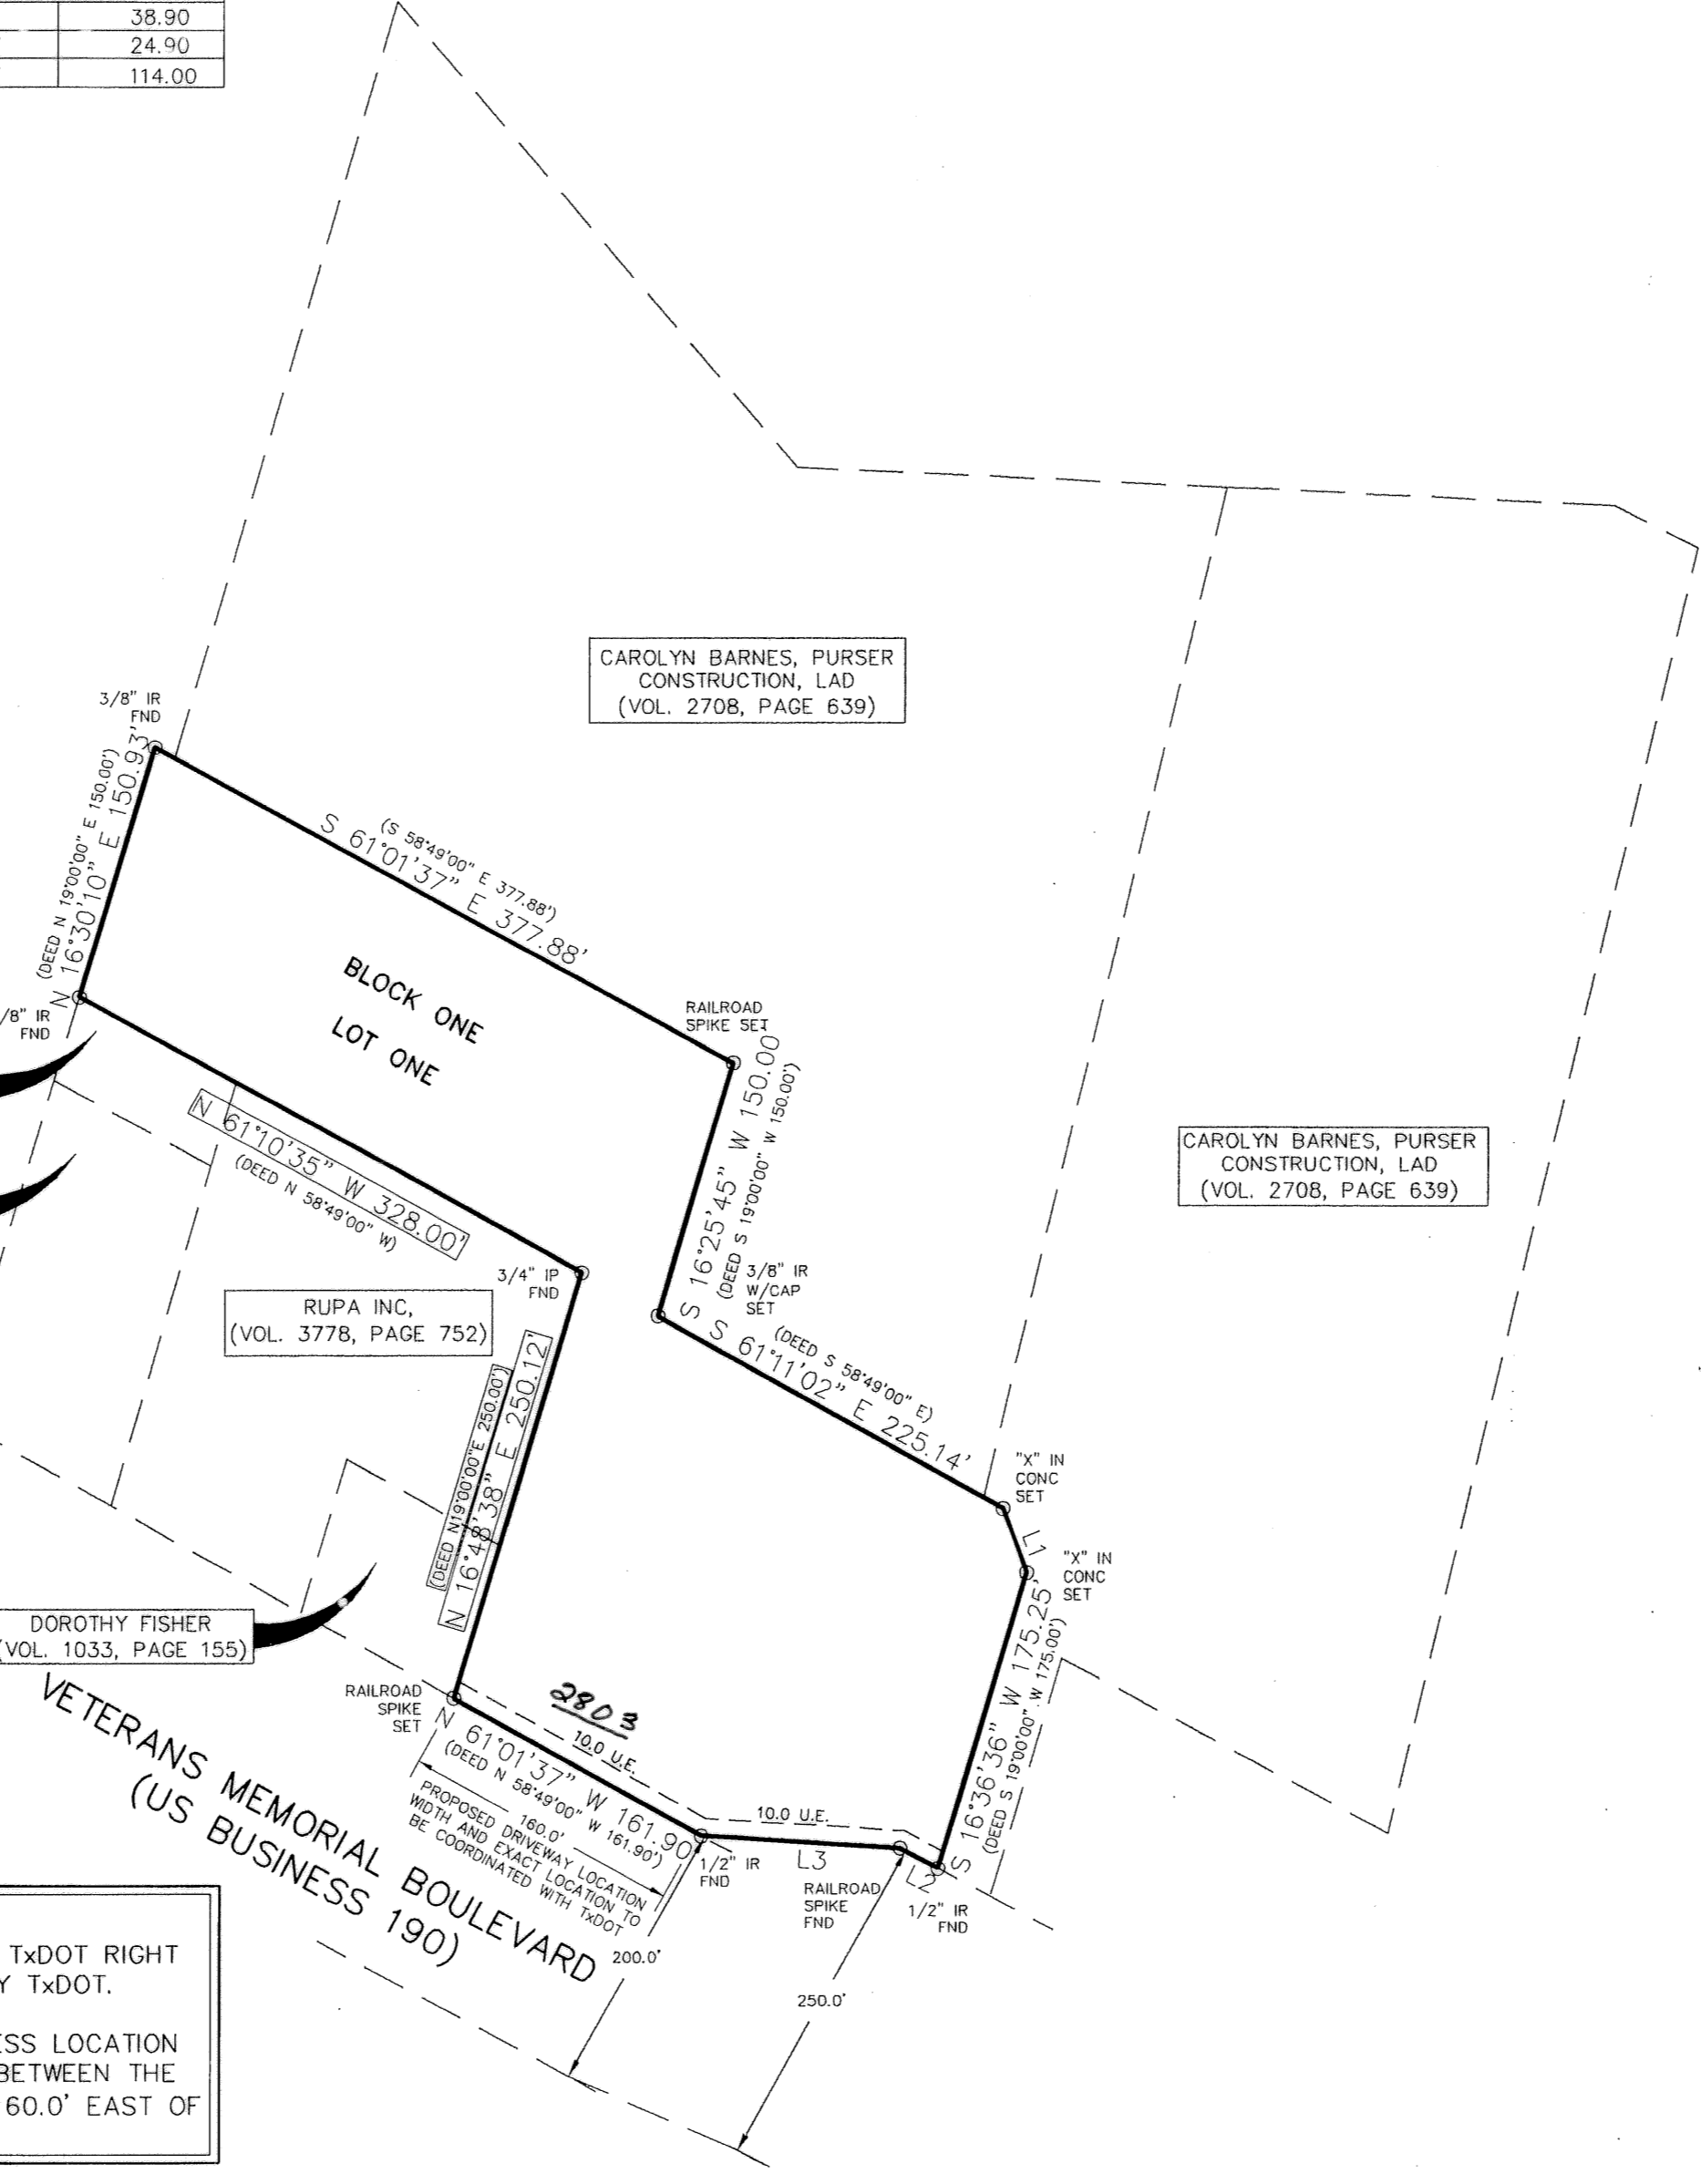 38.90
24.90
114.00
CAROLYN BARNES, PURSER
CONSTRUCTION, LAD
(VOL. 2708, PAGE 639)
3/8" IR
FND
(DEED N 19°00'00" E 150.00')
N 16°30'10" E 150.93'
(S 58°49'00" E 377.88')
S 61°01'37" E 377.88'
BLOCK ONE
LOT ONE
/8" IR
FND
RAILROAD
SPIKE SET
S 16°25'45" W 150.00'
(DEED S 19°00'00" W 150.00')
N 61°10'35" W 328.00'
(DEED N 58°49'00" W)
CAROLYN BARNES, PURSER
CONSTRUCTION, LAD
(VOL. 2708, PAGE 639)
3/4" IP
FND
3/8" IR
W/CAP
SET
RUPA INC,
(VOL. 3778, PAGE 752)
(DEED S 58°49'00" E)
S 61°11'02" E 225.14'
(DEED N19°00'00"E 250.00')
N 16°48'38" E 250.12'
"X" IN
CONC
SET
L1
"X" IN
CONC
SET
S 16°36'36" W 175.25'
(DEED S 19°00'00" W 175.00')
DOROTHY FISHER
(VOL. 1033, PAGE 155)
RAILROAD
SPIKE
SET
2803
10.0 U.E.
N 61°01'37" W 161.90'
(DEED N 58°49'00" W 161.90')
160.0'
PROPOSED DRIVEWAY LOCATION
WIDTH AND EXACT LOCATION TO
BE COORDINATED WITH TxDOT
10.0 U.E.
1/2" IR
FND
L3
RAILROAD
SPIKE
FND
L2
1/2" IR
FND
VETERANS MEMORIAL BOULEVARD
(US BUSINESS 190)
200.0'
250.0'
TxDOT RIGHT
Y TxDOT.
ESS LOCATION
BETWEEN THE
60.0' EAST OF